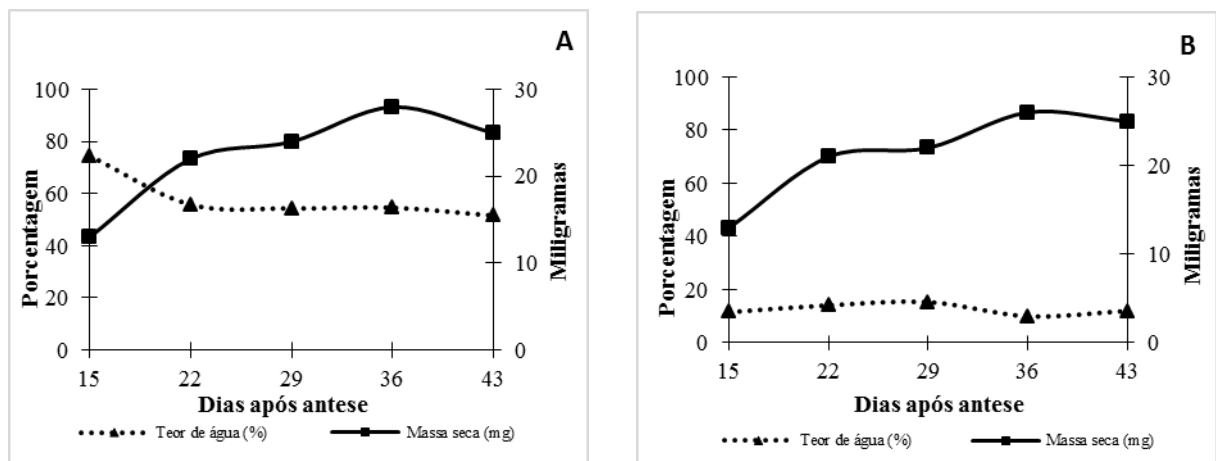 A
Porcentagem
100
80
60
40
20
0
30
20
10
0
Miligramas
15 22 29 36 43
Dias após antese
Teor de água (%) Massa seca (mg)
B
Porcentagem
100
80
60
40
20
0
30
20
10
0
Miligramas
15 22 29 36 43
Dias após antese
Teor de água (%) Massa seca (mg)